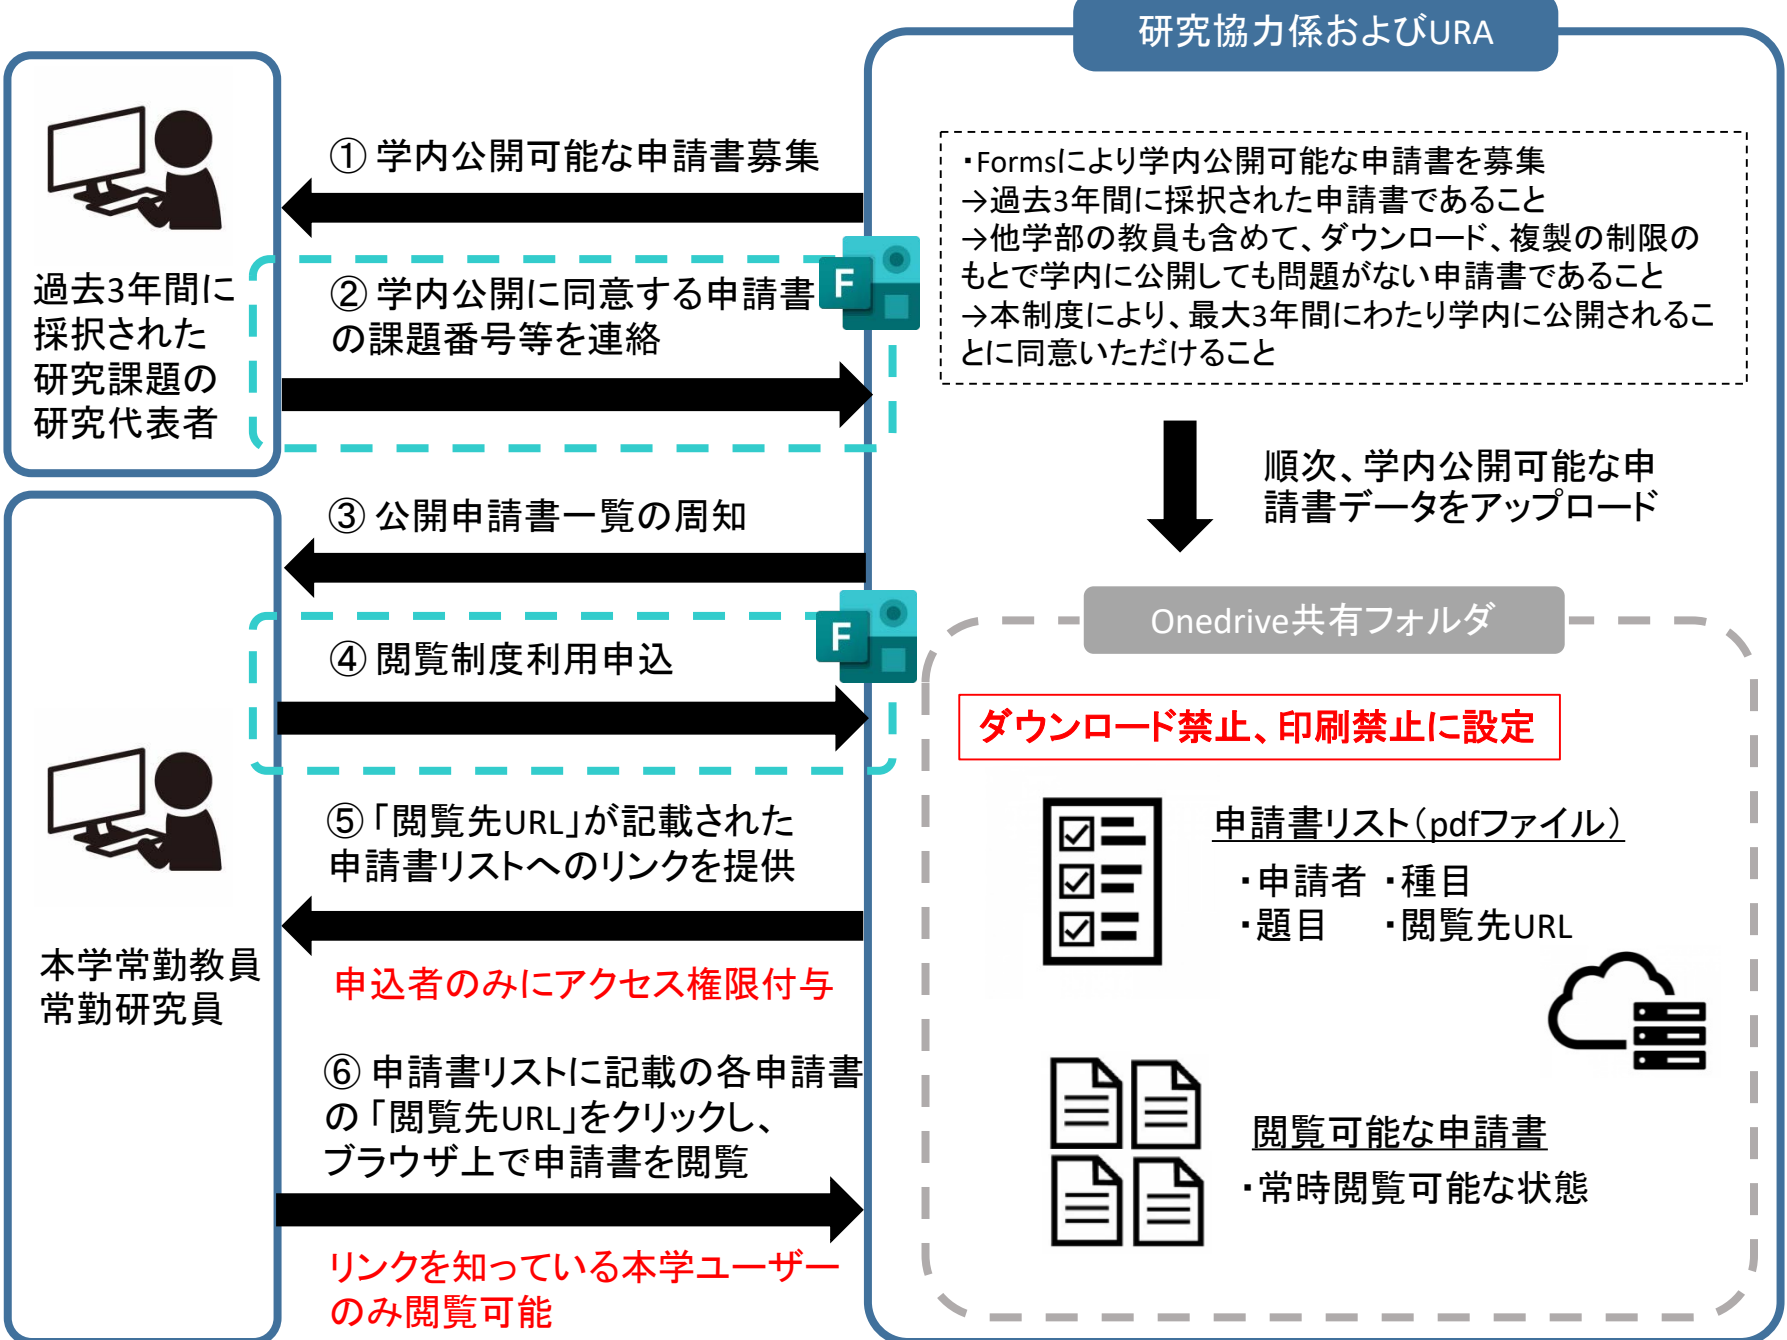 研究協力係およびURA
① 学内公開可能な申請書募集
② 学内公開に同意する申請書
の課題番号等を連絡
F
過去3年間に
採択された
研究課題の
研究代表者
・Formsにより学内公開可能な申請書を募集
→過去3年間に採択された申請書であること
→他学部の教員も含めて、ダウンロード、複製の制限の
もとで学内に公開しても問題がない申請書であること
→本制度により、最大3年間にわたり学内に公開されるこ
とに同意いただけること
順次、学内公開可能な申
請書データをアップロード
③ 公開申請書一覧の周知
④ 閲覧制度利用申込
F
⑤ 「閲覧先URL」が記載された
申請書リストへのリンクを提供
申込者のみにアクセス権限付与
本学常勤教員
常勤研究員
⑥ 申請書リストに記載の各申請書
の 「閲覧先URL」をクリックし、
ブラウザ上で申請書を閲覧
リンクを知っている本学ユーザー
のみ閲覧可能
Onedrive共有フォルダ
ダウンロード禁止、印刷禁止に設定
申請書リスト（pdfファイル）
・申請者 ・種目
・題目 ・閲覧先URL
閲覧可能な申請書
・常時閲覧可能な状態